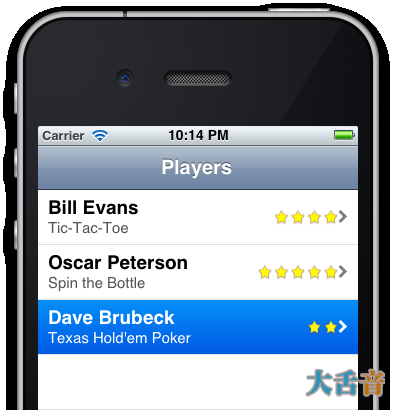 Carrier 10:14 PM
Players
Bill Evans
Tic-Tac-Toe
Oscar Peterson
Spin the Bottle
Dave Brubeck
Texas Hold'em Poker
大舌音